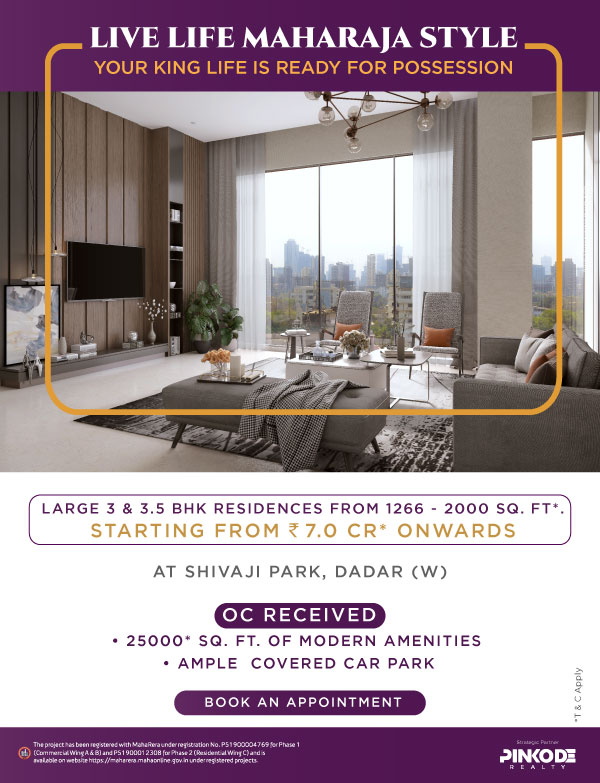 LIVE LIFE MAHARAJA STYLE
YOUR KING LIFE IS READY FOR POSSESSION
LARGE 3 & 3.5 BHK RESIDENCES FROM 1266 - 2000 SQ. FT*.
STARTING FROM ₹ 7.0 CR* ONWARDS
AT SHIVAJI PARK, DADAR (W)
OC RECEIVED
• 25000* SQ. FT. OF MODERN AMENITIES
• AMPLE COVERED CAR PARK
BOOK AN APPOINTMENT
*T & C Apply
The project has been registered with MahaRera under registration No. P51900004769 for Phase 1
(Commercial Wing A & B) and P51900012308 for Phase 2 (Residential Wing C) and is
available on website https://maharera.mahaonline.gov.in under registered projects.
Strategic Partner
PINKODE
REALTY